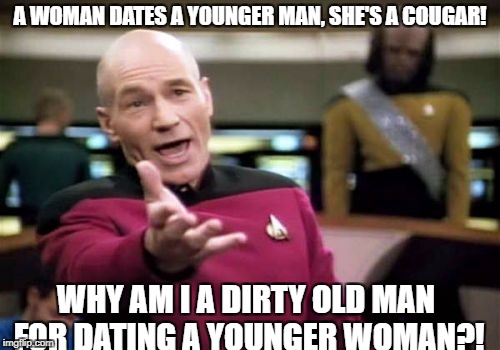 A WOMAN DATES A YOUNGER MAN, SHE'S A COUGAR!
WHY AM I A DIRTY OLD MAN
FOR DATING A YOUNGER WOMAN?!
imgflip.com